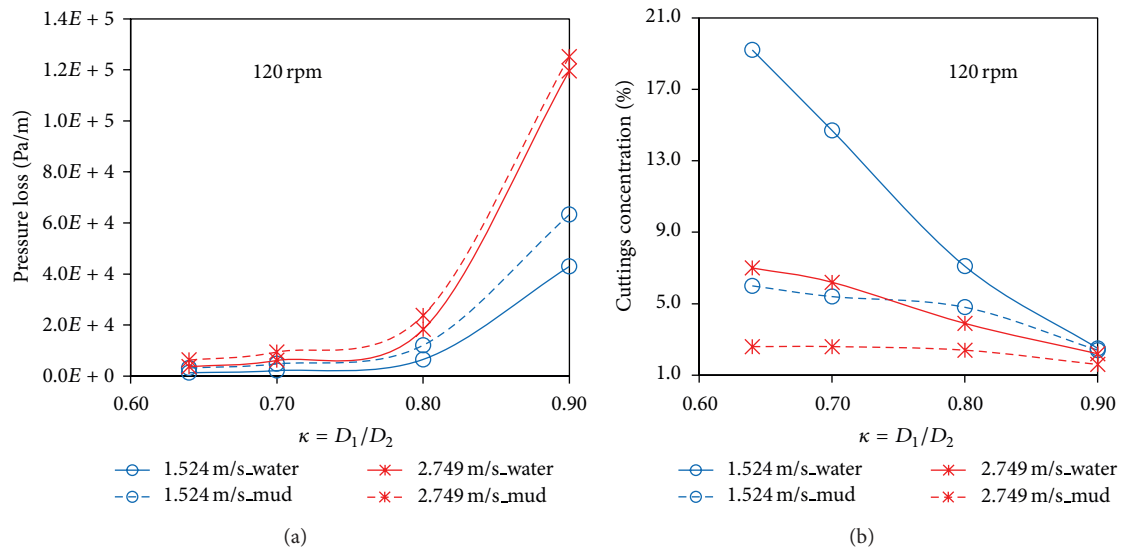 1.4E + 5
1.2E + 5
1.0E + 5
8.0E + 4
6.0E + 4
4.0E + 4
2.0E + 4
0.0E + 0
Pressure loss (Pa/m)
120 rpm
0.60
0.70
0.80
0.90
κ = D₁/D₂
1.524 m/s_water
2.749 m/s_water
1.524 m/s_mud
2.749 m/s_mud
(a)
21.0
17.0
13.0
9.0
5.0
1.0
Cuttings concentration (%)
120 rpm
0.60
0.70
0.80
0.90
κ = D₁/D₂
1.524 m/s_water
2.749 m/s_water
1.524 m/s_mud
2.749 m/s_mud
(b)